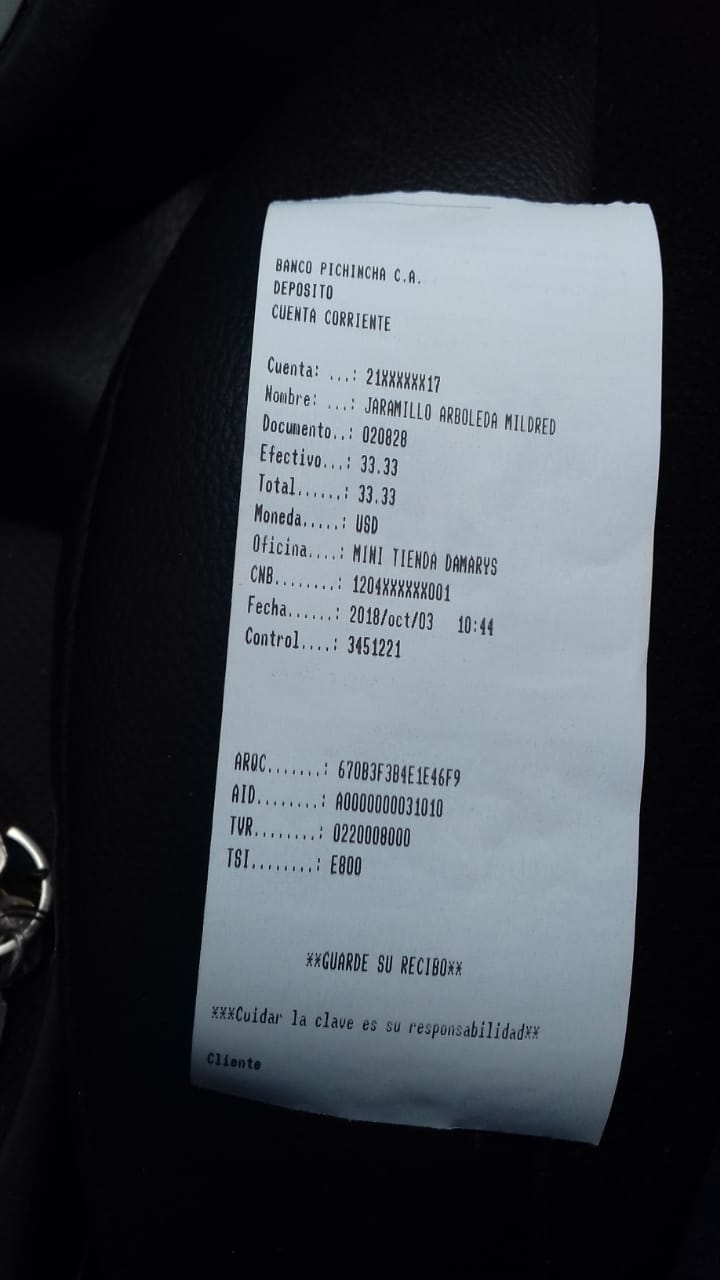 BANCO PICHINCHA C.A.
DEPOSITO
CUENTA CORRIENTE
Cuenta: ...: 21XXXXXX17
Nombre: ...: JARAMILLO ARBOLEDA MILDRED
Documento..: 020828
Efectivo...: 33.33
Total......: 33.33
Moneda.....: USD
Oficina....: MINI TIENDA DAMARYS
CNB........: 1204XXXXXX001
Fecha......: 2018/oct/03 10:44
Control....: 3451221
ARQC.......: 670B3F3B4E1E46F9
AID........: A0000000031010
TVR........: 0220008000
TSI........: E800
**GUARDE SU RECIBO**
***Cuidar la clave es su responsabilidad**
Cliente